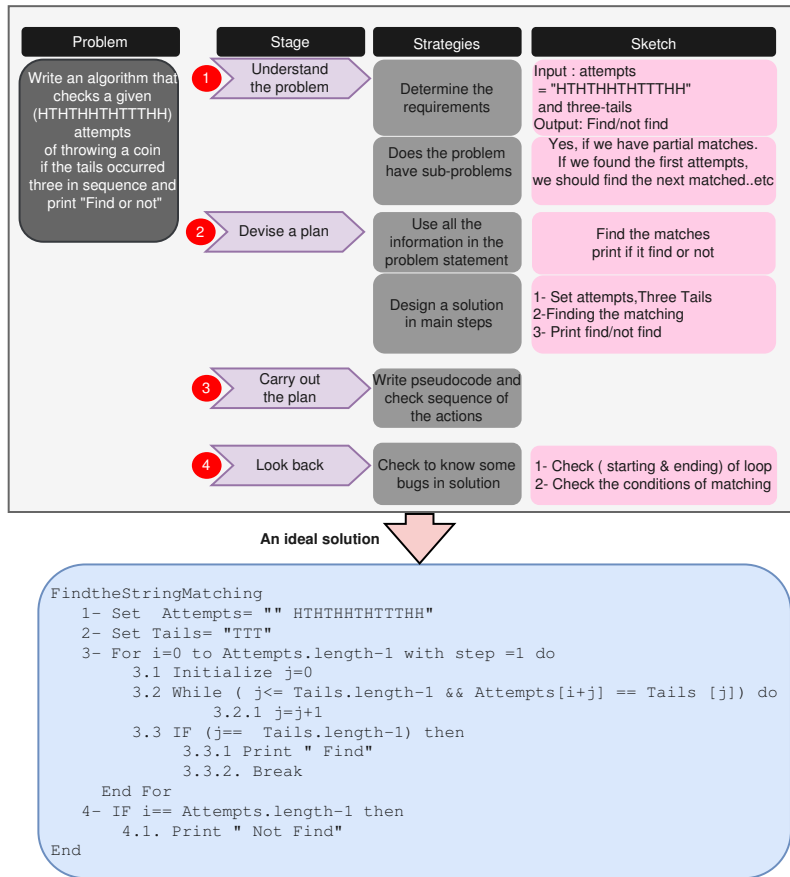 Problem
Stage
Strategies
Sketch
Write an algorithm that
checks a given
(HTHTHHTHTTTHH)
attempts
of throwing a coin
if the tails occurred
three in sequence and
print "Find or not"
1
Understand
the problem
Determine the
requirements
Input : attempts
= "HTHTHHTHTTTHH"
and three-tails
Output: Find/not find
Does the problem
have sub-problems
Yes, if we have partial matches.
If we found the first attempts,
we should find the next matched..etc
2
Devise a plan
Use all the
information in the
problem statement
Find the matches
print if it find or not
Design a solution
in main steps
1- Set attempts,Three Tails
2-Finding the matching
3- Print find/not find
3
Carry out
the plan
Write pseudocode and
check sequence of
the actions
4
Look back
Check to know some
bugs in solution
1- Check ( starting & ending) of loop
2- Check the conditions of matching
An ideal solution
FindtheStringMatching
1- Set Attempts= "" HTHTHHTHTTTHH"
2- Set Tails= "TTT"
3- For i=0 to Attempts.length-1 with step =1 do
3.1 Initialize j=0
3.2 While ( j<= Tails.length-1 && Attempts[i+j] == Tails [j]) do
3.2.1 j=j+1
3.3 IF (j== Tails.length-1) then
3.3.1 Print " Find"
3.3.2. Break
End For
4- IF i== Attempts.length-1 then
4.1. Print " Not Find"
End